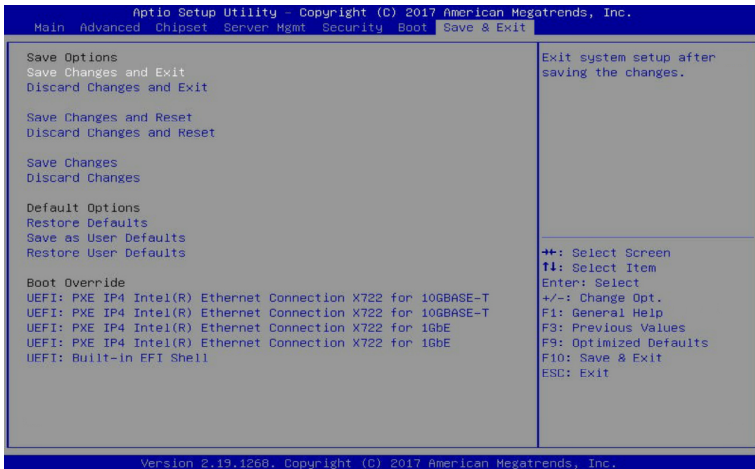 Aptio Setup Utility - Copyright (C) 2017 American Megatrends, Inc.
Main Advanced Chipset Server Mgmt Security Boot Save & Exit
Save Options
Save Changes and Exit
Discard Changes and Exit
Save Changes and Reset
Discard Changes and Reset
Save Changes
Discard Changes
Default Options
Restore Defaults
Save as User Defaults
Restore User Defaults
Boot Override
UEFI: PXE IP4 Intel(R) Ethernet Connection X722 for 10GBASE-T
UEFI: PXE IP4 Intel(R) Ethernet Connection X722 for 10GBASE-T
UEFI: PXE IP4 Intel(R) Ethernet Connection X722 for 1GbE
UEFI: PXE IP4 Intel(R) Ethernet Connection X722 for 1GbE
UEFI: Built-in EFI Shell
Exit system setup after
saving the changes.
→←: Select Screen
↑↓: Select Item
Enter: Select
+/-: Change Opt.
F1: General Help
F3: Previous Values
F9: Optimized Defaults
F10: Save & Exit
ESC: Exit
Version 2.19.1268. Copyright (C) 2017 American Megatrends, Inc.